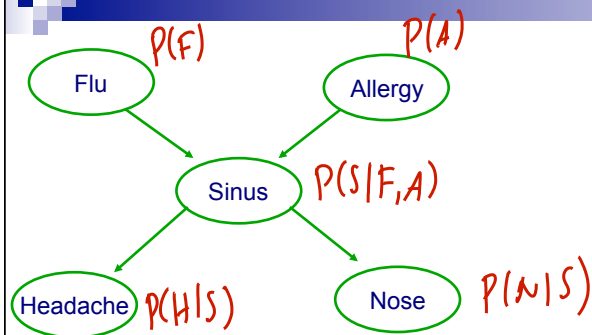 P(F) P(A)
Flu Allergy
Sinus P(S|F,A)
Headache P(H|S) Nose P(N|S)